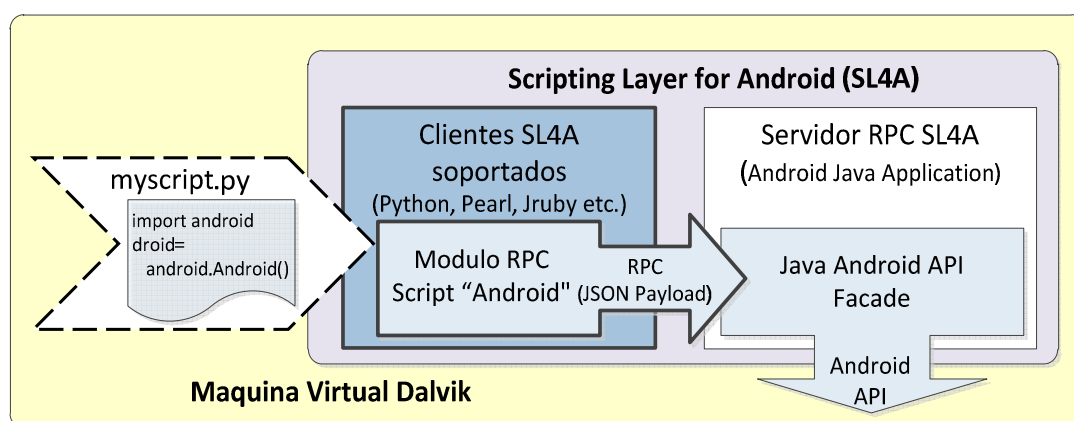 Scripting Layer for Android (SL4A)
myscript.py
import android
droid=
android.Android()
Clientes SL4A
soportados
(Python, Pearl, Jruby etc.)
Modulo RPC
Script “Android"
RPC
(JSON Payload)
Servidor RPC SL4A
(Android Java Application)
Java Android API
Facade
Android
API
Maquina Virtual Dalvik